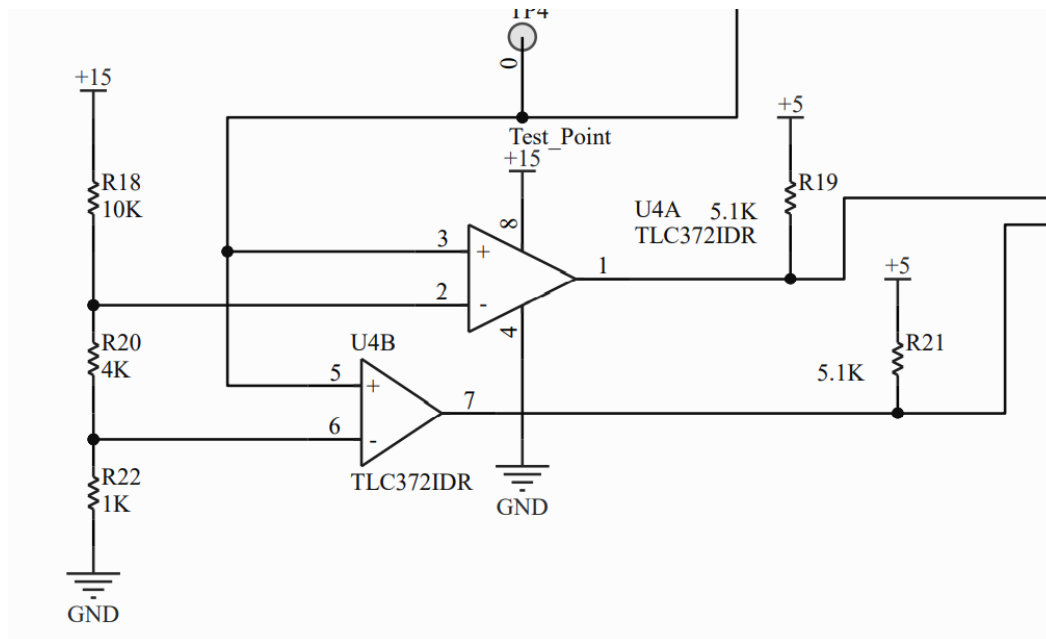 TP4
+15
+5
0
Test_Point
+15
R18
10K
R19
5.1K
U4A
TLC372IDR
8
3
+
1
2
-
4
+5
R20
4K
U4B
R21
5.1K
5
+
7
6
-
R22
1K
TLC372IDR
GND
GND